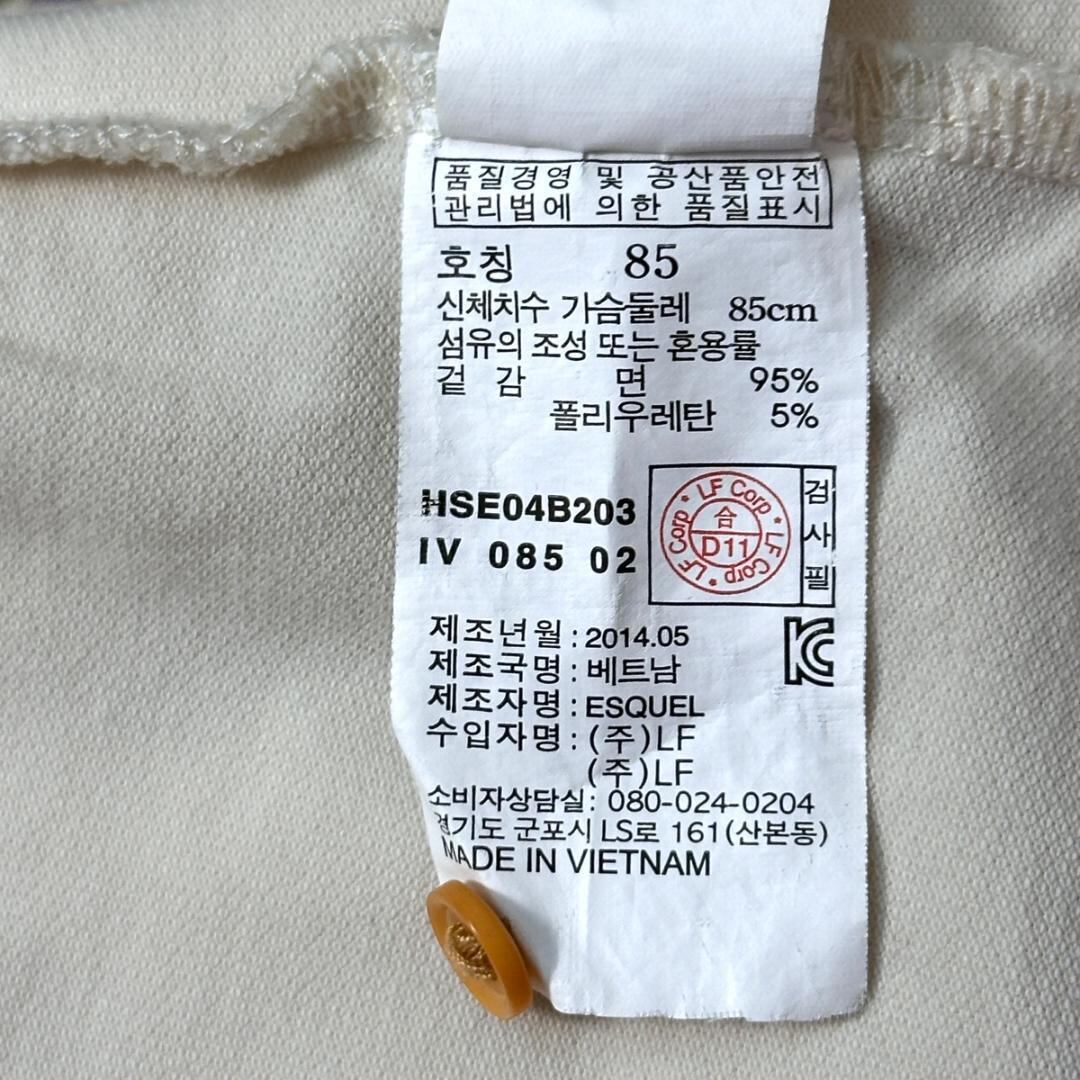 품질경영 및 공산품안전
관리법에 의한 품질표시
호칭 85
신체치수 가슴둘레 85cm
섬유의 조성 또는 혼용률
겉 감 면 95%
폴리우레탄 5%
HSE04B203
IV 085 02
LF Corp * LF Corp * LF Corp *
合
D11
검
사
필
제조년월 : 2014.05
제조국명 : 베트남
제조자명 : ESQUEL
수입자명 : (주)LF
(주)LF
소비자상담실: 080-024-0204
경기도 군포시 LS로 161(산본동)
MADE IN VIETNAM